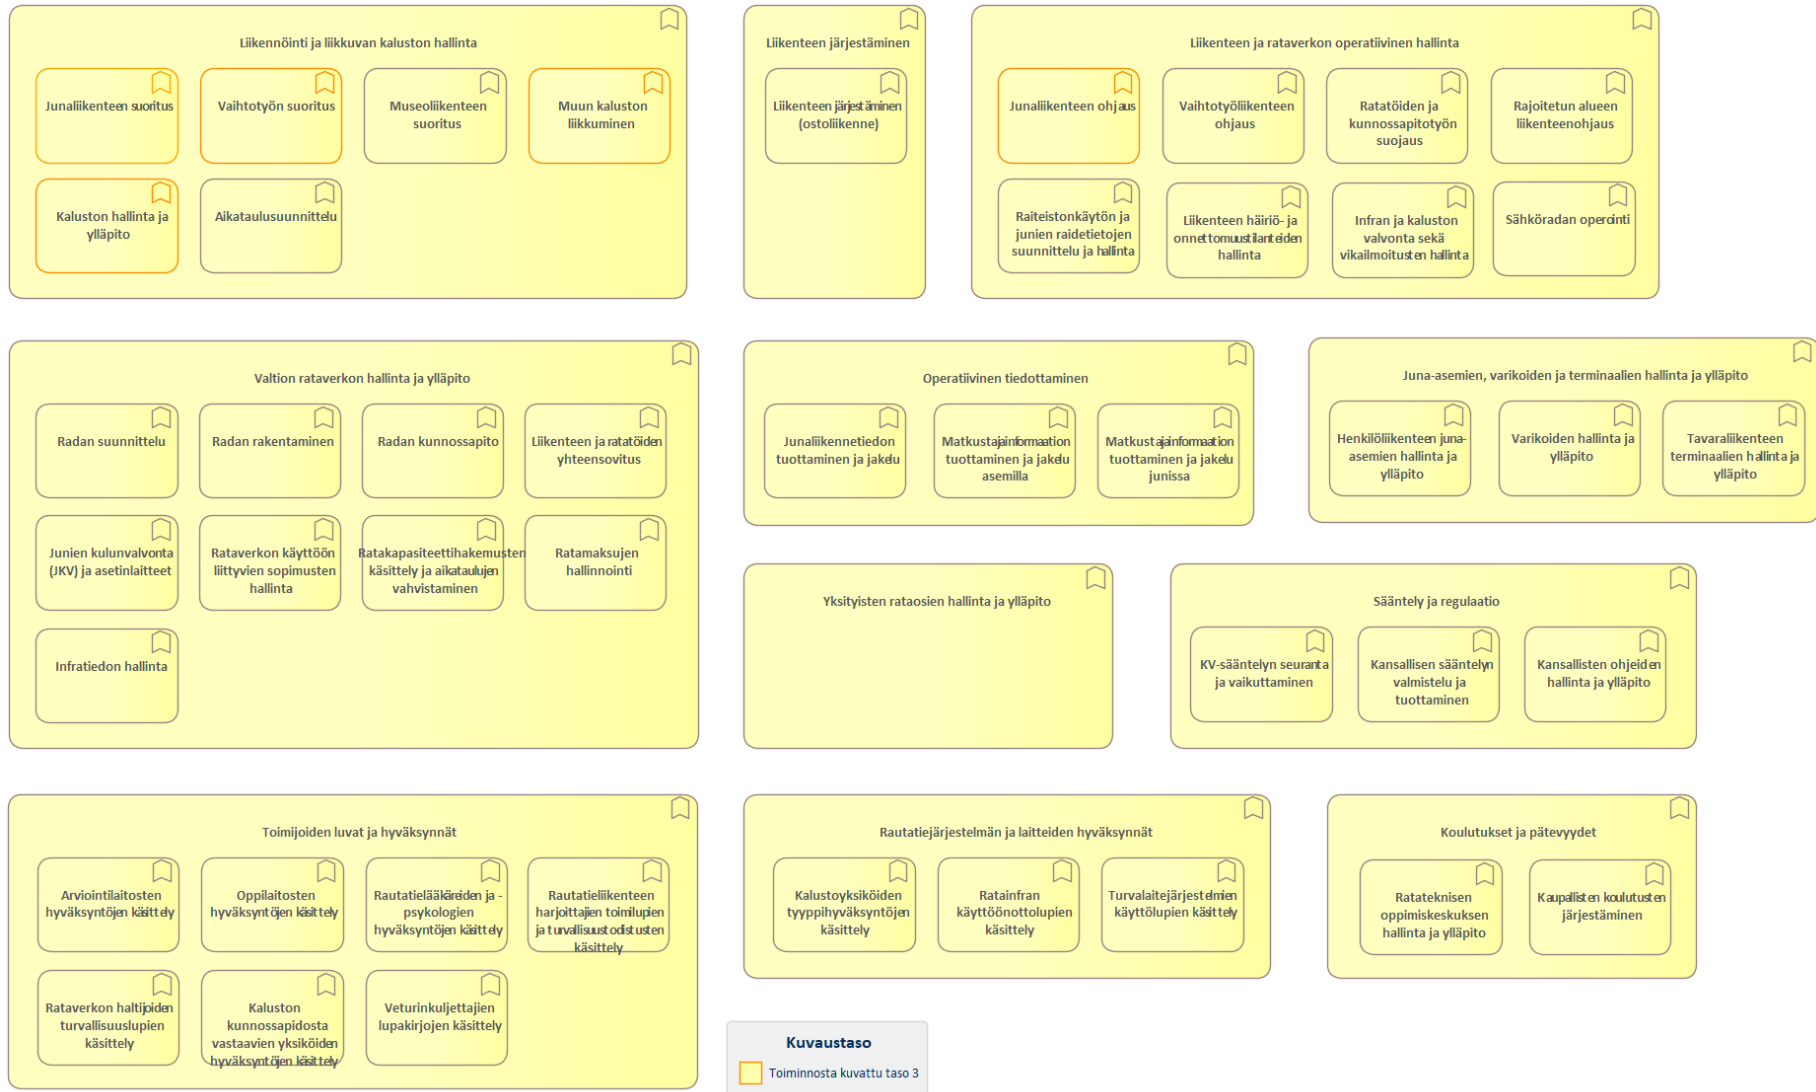 Liikennöinti ja liikkuvan kaluston hallinta
Junaliikenteen suoritus
Vaihtotyön suoritus
Museoliikenteen
suoritus
Muun kaluston
liikkuminen
Kaluston hallinta ja
ylläpito
Aikataulusuunnittelu
Liikenteen järjestäminen
Liikenteen järjestäminen
(ostoliikenne)
Liikenteen ja rataverkon operatiivinen hallinta
Junaliikenteen ohjaus
Vaihtotyöliikenteen
ohjaus
Ratatöiden ja
kunnossapitotyön
suojaus
Rajoitetun alueen
liikenteenohjaus
Raiteistonkäytön ja
junien raidetietojen
suunnittelu ja hallinta
Liikenteen häiriö- ja
onnettomuustilanteiden
hallinta
Infran ja kaluston
valvonta sekä
vikailmoitusten hallinta
Sähköradan operointi
Valtion rataverkon hallinta ja ylläpito
Radan suunnittelu
Radan rakentaminen
Radan kunnossapito
Liikenteen ja ratatöiden
yhteensovitus
Junien kulunvalvonta
(JKV) ja asetinlaitteet
Rataverkon käyttöön
liittyvien sopimusten
hallinta
Ratakapasiteettihakemusten
käsittely ja aikataulujen
vahvistaminen
Ratamaksujen
hallinnointi
Infratiedon hallinta
Operatiivinen tiedottaminen
Junaliikennetiedon
tuottaminen ja jakelu
Matkustajainformaation
tuottaminen ja jakelu
asemilla
Matkustajainformaation
tuottaminen ja jakelu
junissa
Juna-asemien, varikoiden ja terminaalien hallinta ja ylläpito
Henkilöliikenteen juna-
asemien hallinta ja
ylläpito
Varikoiden hallinta ja
ylläpito
Tavaraliikenteen
terminaalien hallinta ja
ylläpito
Yksityisten rataosien hallinta ja ylläpito
Sääntely ja regulaatio
KV-sääntelyn seuranta
ja vaikuttaminen
Kansallisen sääntelyn
valmistelu ja
tuottaminen
Kansallisten ohjeiden
hallinta ja ylläpito
Toimijoiden luvat ja hyväksynnät
Arviointilaitosten
hyväksyntöjen käsittely
Oppilaitosten
hyväksyntöjen käsittely
Rautatielääkäreiden ja -
psykologien
hyväksyntöjen käsittely
Rautatieliikenteen
harjoittajien toimilupien
ja turvallisuustodistusten
käsittely
Rataverkon haltijoiden
turvallisuuslupien
käsittely
Kaluston
kunnossapidosta
vastaavien yksiköiden
hyväksyntöjen käsittely
Veturinkuljettajien
lupakirjojen käsittely
Rautatiejärjestelmän ja laitteiden hyväksynnät
Kalustoyksiköiden
tyyppihyväksyntöjen
käsittely
Ratainfran
käyttöönottolupien
käsittely
Turvalaitejärjestelmien
käyttölupien käsittely
Koulutukset ja pätevyydet
Ratateknisen
oppimiskeskuksen
hallinta ja ylläpito
Kaupallisten koulutusten
järjestäminen
Kuvaustaso
Toiminnosta kuvattu taso 3